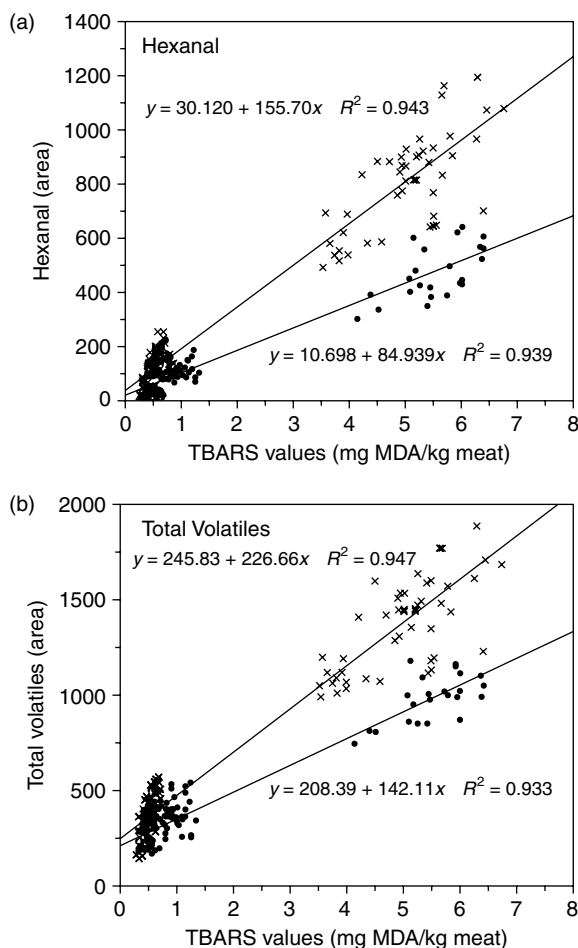 (a)
Hexanal
y = 30.120 + 155.70x R² = 0.943
y = 10.698 + 84.939x R² = 0.939
Hexanal (area)
1400
1200
1000
800
600
400
200
0
0 1 2 3 4 5 6 7 8
TBARS values (mg MDA/kg meat)
(b)
Total Volatiles
y = 245.83 + 226.66x R² = 0.947
y = 208.39 + 142.11x R² = 0.933
Total volatiles (area)
2000
1500
1000
500
0
0 1 2 3 4 5 6 7 8
TBARS values (mg MDA/kg meat)